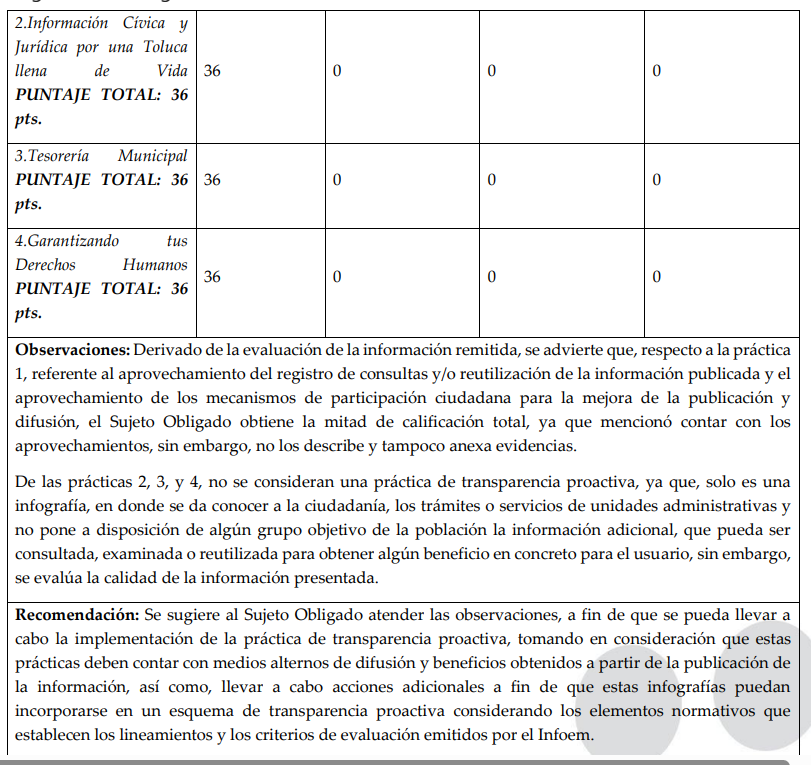 2.Información Cívica y
Jurídica por una Toluca
llena de Vida
PUNTAJE TOTAL: 36
pts.
36
0
0
0
3.Tesorería Municipal
PUNTAJE TOTAL: 36
pts.
36
0
0
0
4.Garantizando tus
Derechos Humanos
PUNTAJE TOTAL: 36
pts.
36
0
0
0
Observaciones: Derivado de la evaluación de la información remitida, se advierte que, respecto a la práctica
1, referente al aprovechamiento del registro de consultas y/o reutilización de la información publicada y el
aprovechamiento de los mecanismos de participación ciudadana para la mejora de la publicación y
difusión, el Sujeto Obligado obtiene la mitad de calificación total, ya que mencionó contar con los
aprovechamientos, sin embargo, no los describe y tampoco anexa evidencias.
De las prácticas 2, 3, y 4, no se consideran una práctica de transparencia proactiva, ya que, solo es una
infografía, en donde se da conocer a la ciudadanía, los trámites o servicios de unidades administrativas y
no pone a disposición de algún grupo objetivo de la población la información adicional, que pueda ser
consultada, examinada o reutilizada para obtener algún beneficio en concreto para el usuario, sin embargo,
se evalúa la calidad de la información presentada.
Recomendación: Se sugiere al Sujeto Obligado atender las observaciones, a fin de que se pueda llevar a
cabo la implementación de la práctica de transparencia proactiva, tomando en consideración que estas
prácticas deben contar con medios alternos de difusión y beneficios obtenidos a partir de la publicación de
la información, así como, llevar a cabo acciones adicionales a fin de que estas infografías puedan
incorporarse en un esquema de transparencia proactiva considerando los elementos normativos que
establecen los lineamientos y los criterios de evaluación emitidos por el Infoem.